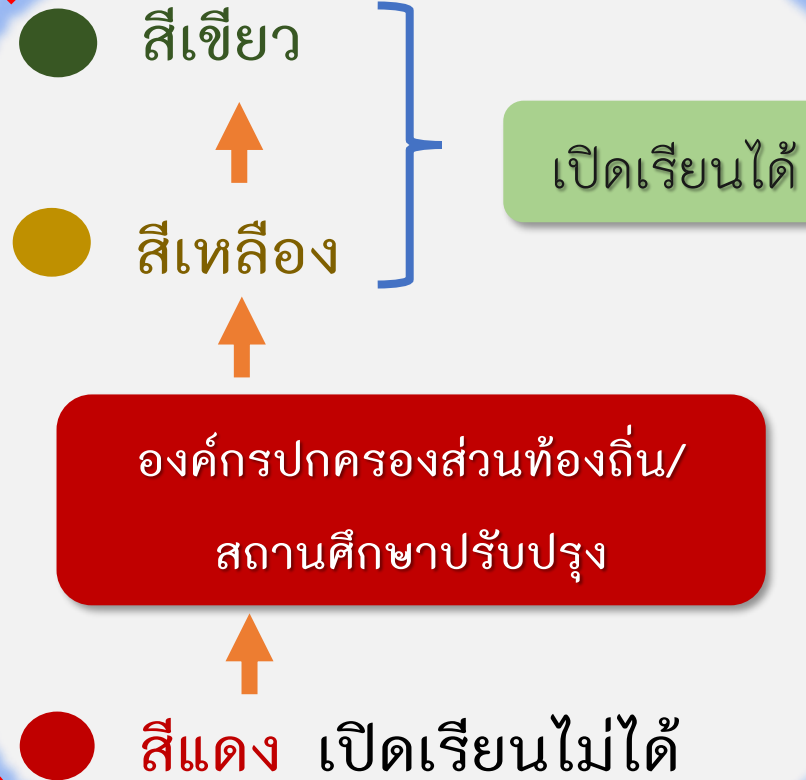 สีเขียว
เปิดเรียนได้
สีเหลือง
องค์กรปกครองส่วนท้องถิ่น/
สถานศึกษาปรับปรุง
สีแดง เปิดเรียนไม่ได้